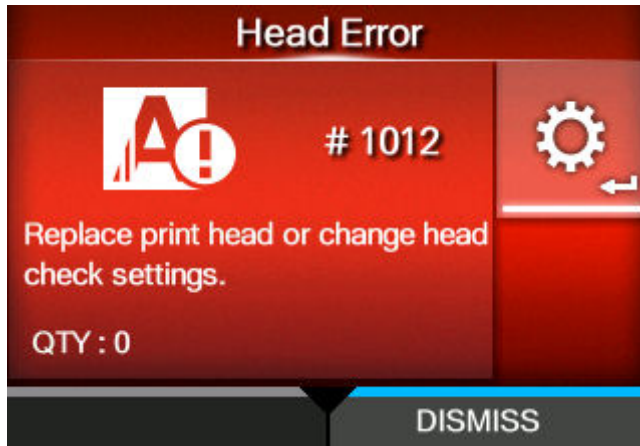 Head Error
A!
# 1012
Replace print head or change head
check settings.
QTY : 0
DISMISS